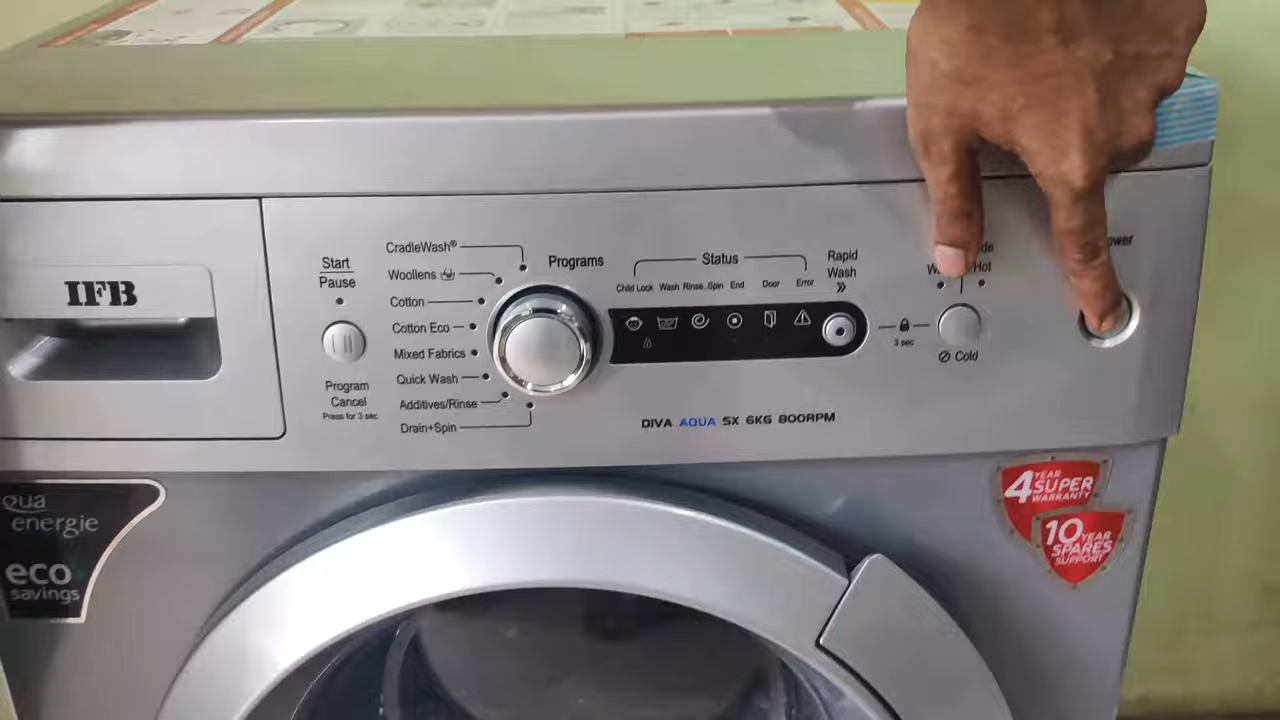 IFB
Start
Pause
Program
Cancel
Press for 3 sec
CradleWash®
Woollens
Cotton
Cotton Eco
Mixed Fabrics
Quick Wash
Additives/Rinse
Drain+Spin
Programs
Status
Child Lock Wash Rinse Spin End Door Error
Rapid
Wash
3 sec
Hot
Cold
DIVA AQUA SX 6KG 800RPM
energie
eco
savings
4 YEAR
SUPER
WARRANTY
10 YEAR
SPARES
SUPPORT